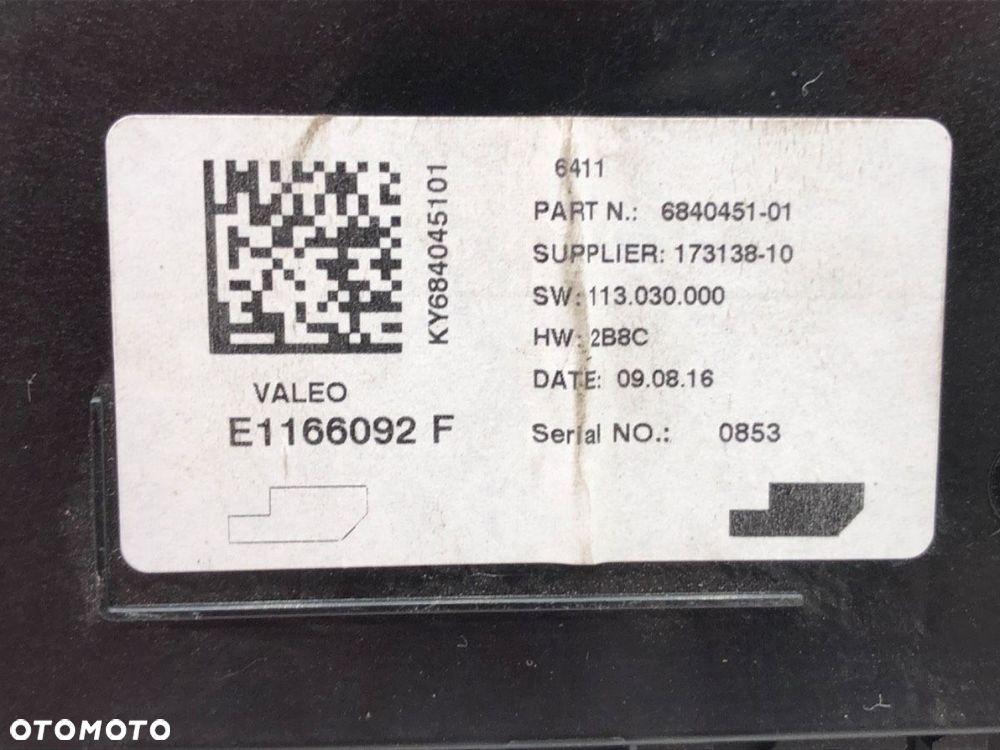 KY684045101
VALEO
E1166092 F
6411
PART N.: 6840451-01
SUPPLIER: 173138-10
SW: 113.030.000
HW: 2B8C
DATE: 09.08.16
Serial NO.: 0853
OTOMOTO